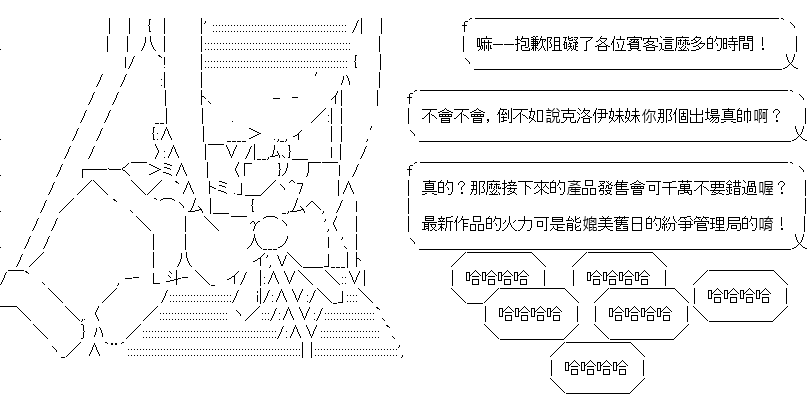 嘛──抱歉阻礙了各位賓客這麼多的時間！
不會不會，倒不如說克洛伊妹妹你那個出場真帥啊？
真的？那麼接下來的產品發售會可千萬不要錯過喔？
最新作品的火力可是能媲美舊日的紛爭管理局的唷！
哈哈哈哈
哈哈哈哈
哈哈哈哈
哈哈哈哈
哈哈哈哈
哈哈哈哈